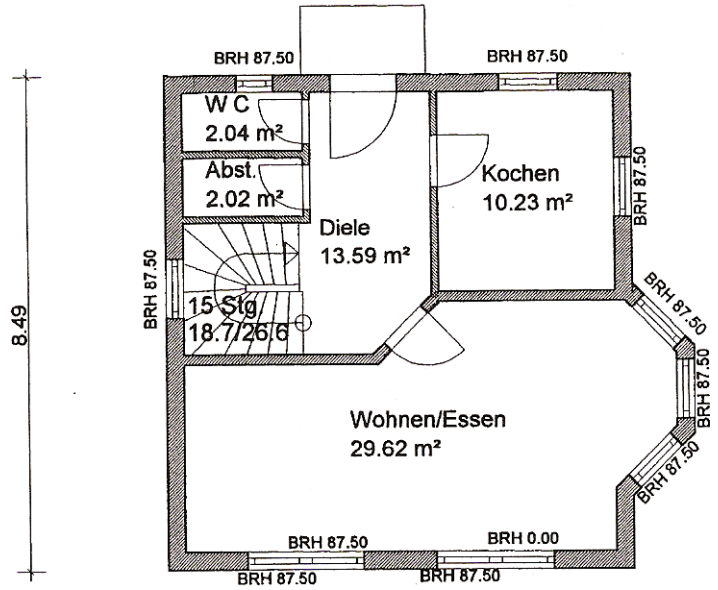 BRH 87.50
BRH 87.50
W C
2.04 m²
Abst.
2.02 m²
Kochen
10.23 m²
BRH 87.50
Diele
13.59 m²
BRH 87.50
15 Stg.
18.7/26.6
8.49
BRH 87.50
BRH 87.50
BRH 87.50
Wohnen/Essen
29.62 m²
BRH 87.50
BRH 0.00
BRH 87.50
BRH 87.50